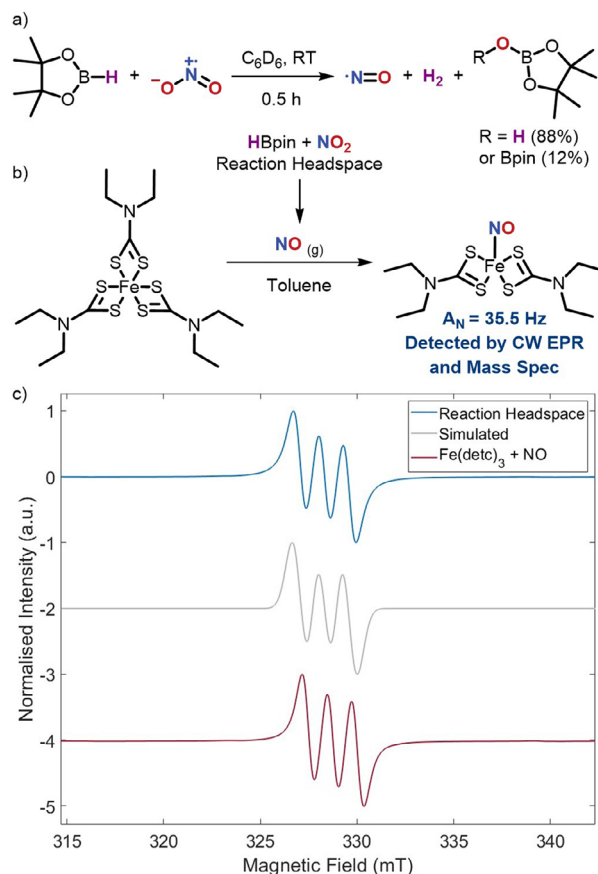 a)
O
B
O
H
+
O
N
O
C6D6, RT
0.5 h
·N=O + H2 +
R
O
B
O
O
R = H (88%)
or Bpin (12%)
HBpin + NO2
Reaction Headspace
b)
N
S S
S Fe S
S S
N
N
NO (g)
Toluene
NO
S Fe S
S S
N
N
AN = 35.5 Hz
Detected by CW EPR
and Mass Spec
c)
Reaction Headspace
Simulated
Fe(detc)3 + NO
1
0
-1
-2
-3
-4
-5
Normalised Intensity (a.u.)
315 320 325 330 335 340
Magnetic Field (mT)